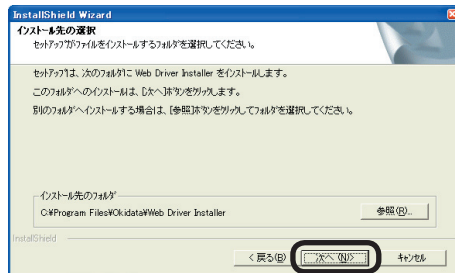 InstallShield Wizard
インストール先の選択
セットアップがファイルをインストールするフォルダを選択してください。
セットアップは、次のフォルダに Web Driver Installer をインストールします。
このフォルダへのインストールは、[次へ]ボタンをクリックします。
別のフォルダへインストールする場合は、[参照]ボタンをクリックしてフォルダを選択してください。
インストール先のフォルダ
C:¥Program Files¥Okidata¥Web Driver Installer
参照(R)...
InstallShield
< 戻る(B)
次へ (N)>
キャンセル